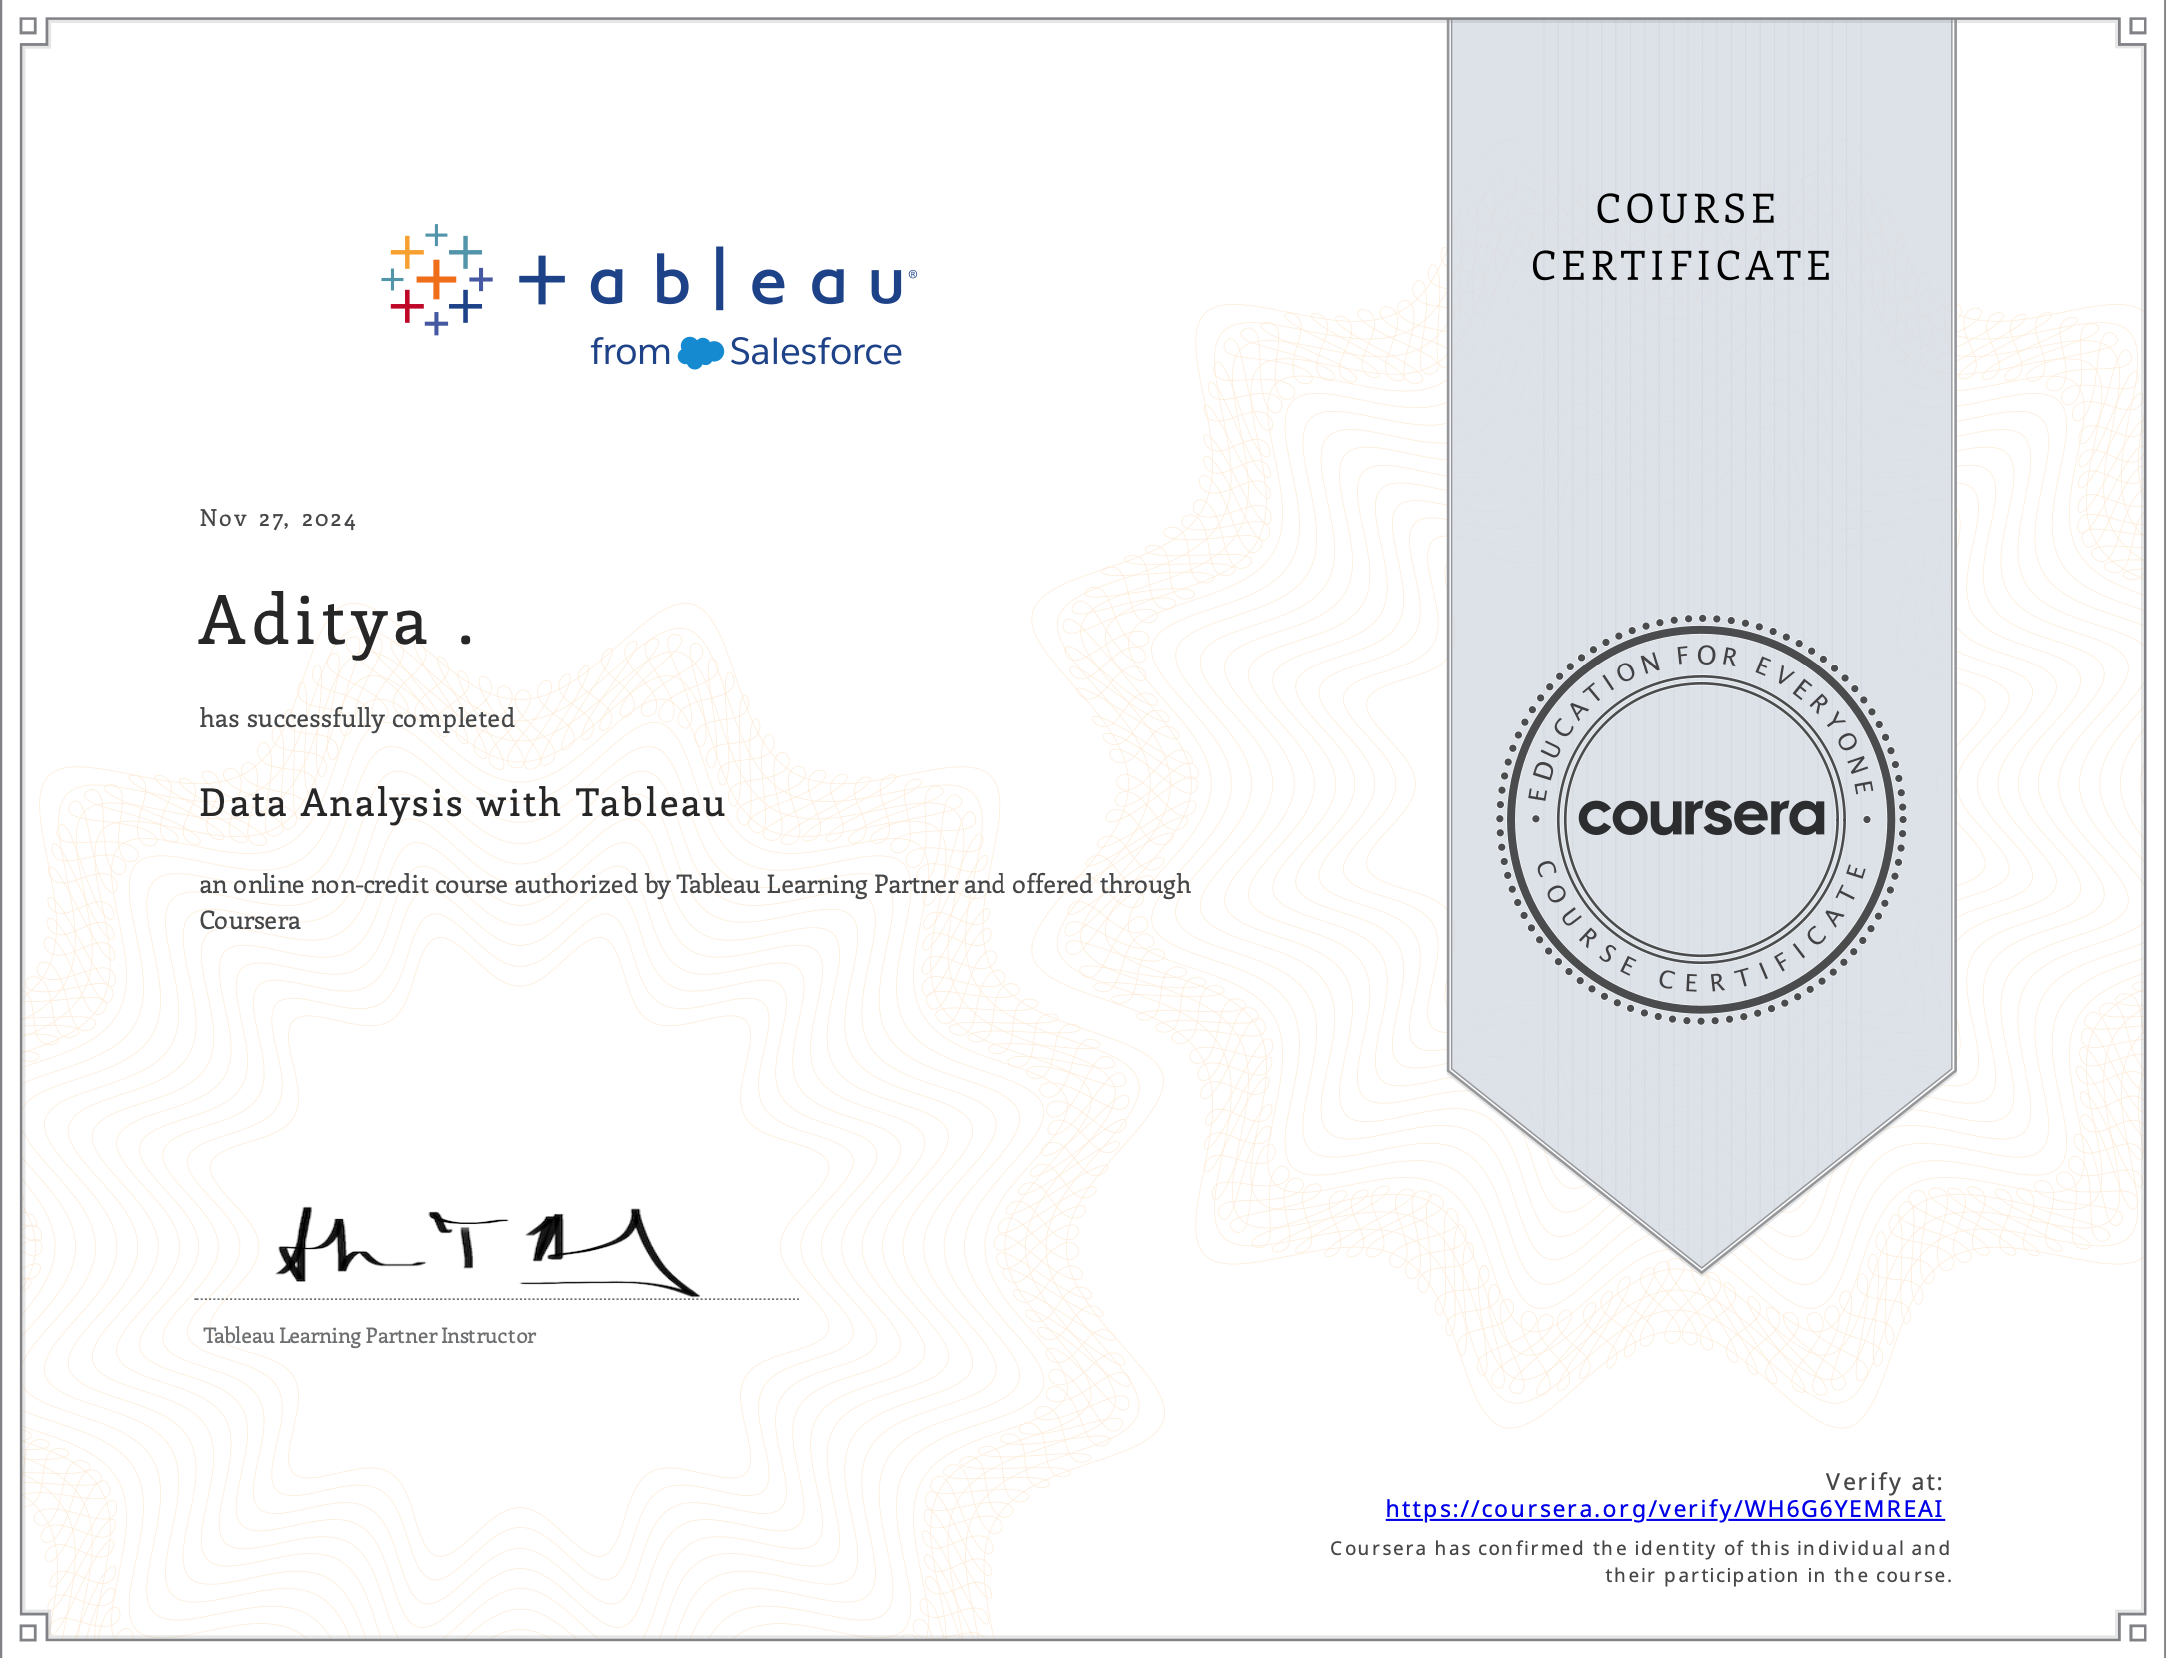 +ableau®
from Salesforce
COURSE
CERTIFICATE
Nov 27, 2024
Aditya .
has successfully completed
Data Analysis with Tableau
an online non-credit course authorized by Tableau Learning Partner and offered through
Coursera
EDUCATION FOR EVERYONE
coursera
COURSE CERTIFICATE
Tableau Learning Partner Instructor
Verify at:
https://coursera.org/verify/WH6G6YEMREAI
Coursera has confirmed the identity of this individual and
their participation in the course.